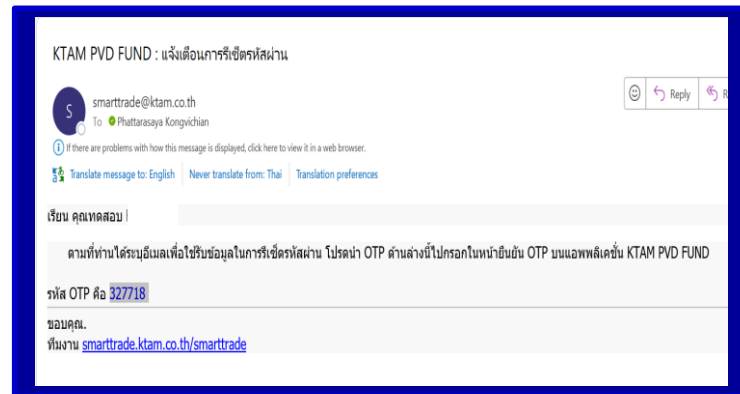 KTAM PVD FUND : แจ้งเตือนการรีเซ็ตรหัสผ่าน
S
smarttrade@ktam.co.th
To Phattarasaya Kongvichian
Reply
R
If there are problems with how this message is displayed, click here to view it in a web browser.
Translate message to: English Never translate from: Thai Translation preferences
เรียน คุณทดสอบ
ตามที่ท่านได้ระบุอีเมลเพื่อใช้รับข้อมูลในการรีเซ็ตรหัสผ่าน โปรดนำ OTP ด้านล่างนี้ไปกรอกในหน้ายืนยัน OTP บนแอพพลิเคชั่น KTAM PVD FUND
รหัส OTP คือ 327718
ขอบคุณ.
ทีมงาน smarttrade.ktam.co.th/smarttrade